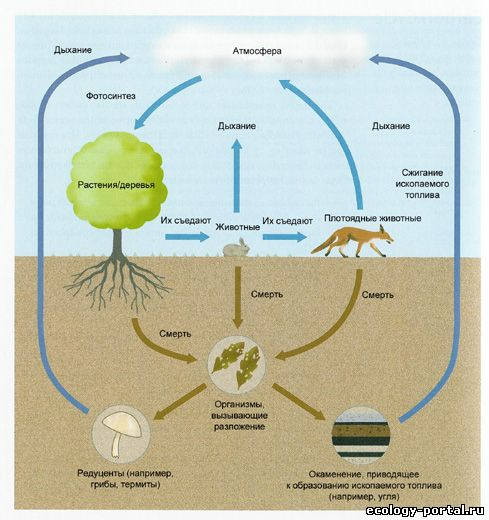 Дыхание
Атмосфера
Фотосинтез
Дыхание
Дыхание
Сжигание
ископаемого
топлива
Растения/деревья
Их съедают
Животные
Их съедают
Плотоядные животные
Смерть
Смерть
Смерть
Организмы,
вызывающие
разложение
Редуценты (например,
грибы, термиты)
Окаменение, приводящее
к образованию ископаемого топлива
(например, угля)
ecology-portal.ru